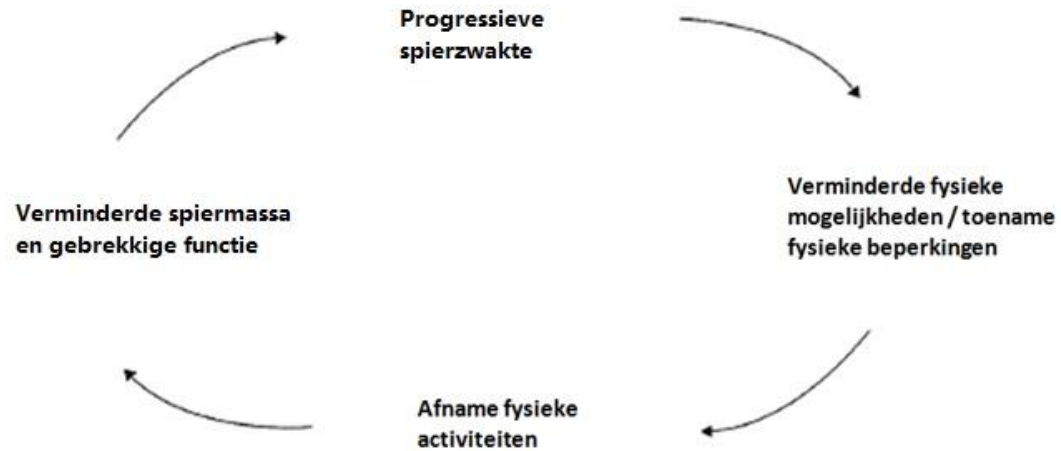 Progressieve
spierzwakte
Verminderde spiermassa
en gebrekkige functie
Verminderde fysieke
mogelijkheden / toename
fysieke beperkingen
Afname fysieke
activiteiten